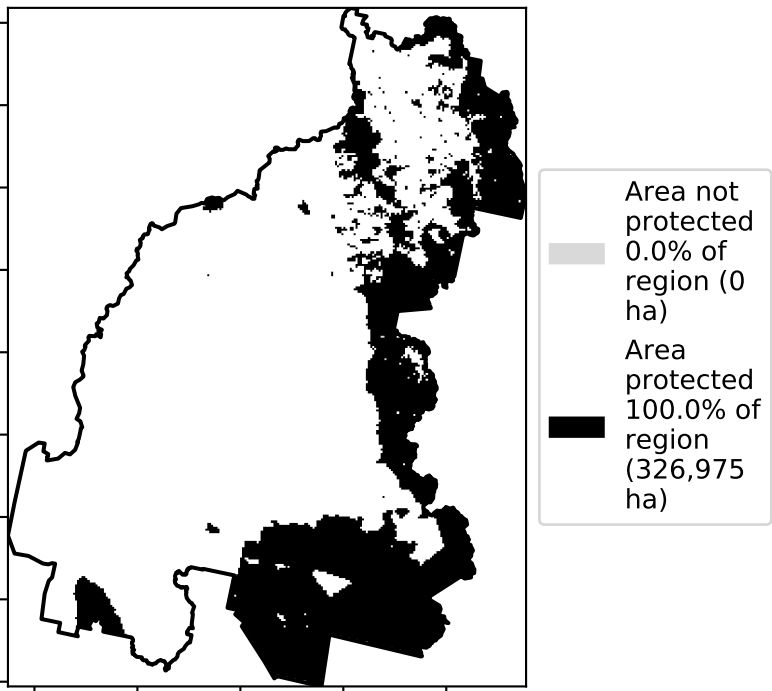 Area not
protected
0.0% of
region (0
ha)
Area
protected
100.0% of
region
(326,975
ha)